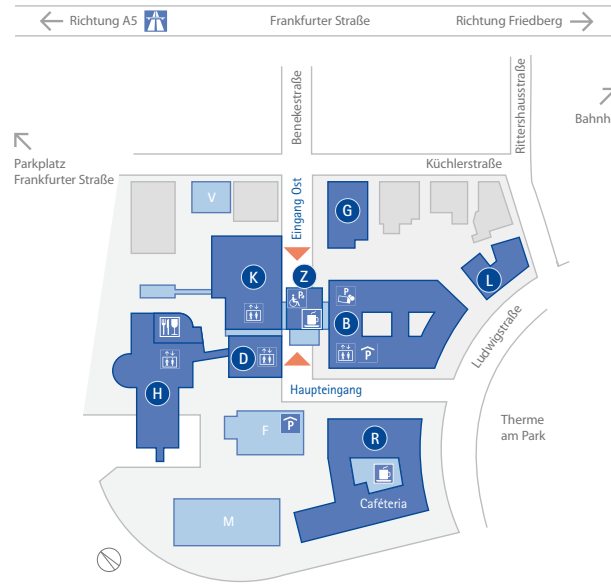 Richtung A5
Frankfurter Straße
Richtung Friedberg
Benekestraße
Rittershausstraße
Bahnh
Parkplatz
Frankfurter Straße
Küchlerstraße
V
G
Eingang Ost
K
Z
L
P
P
B
P
D
Ludwigstraße
H
Haupteingang
F
P
R
Therme
am Park
Caféteria
M